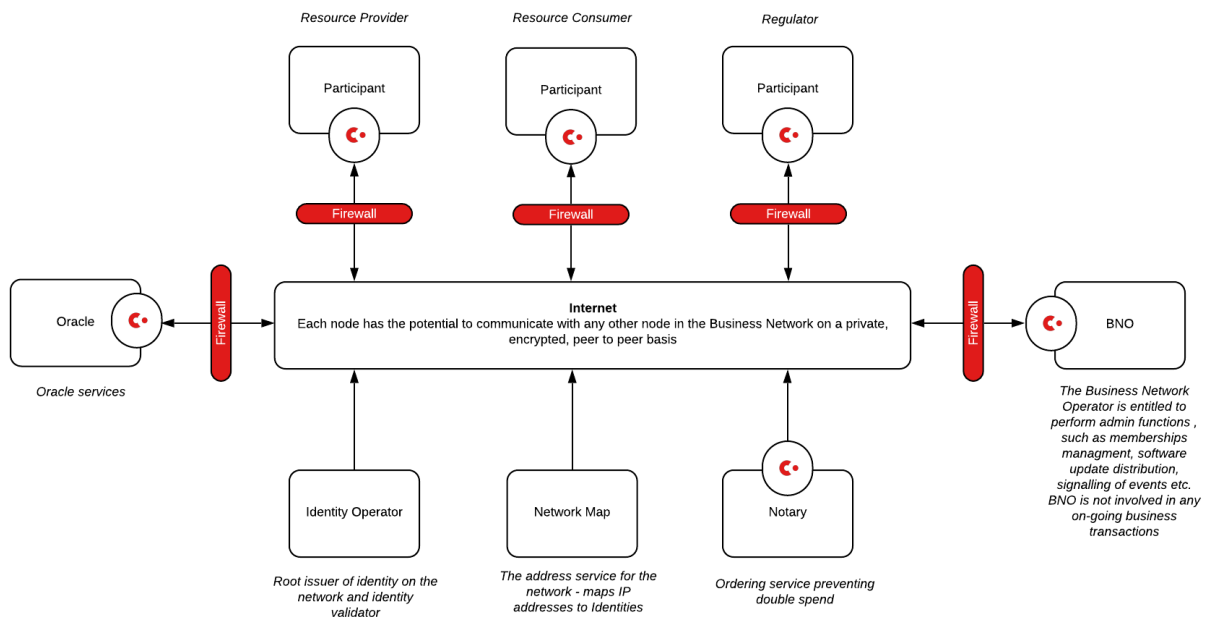 Resource Provider
Resource Consumer
Regulator
Participant
Participant
Participant
Firewall
Firewall
Firewall
Oracle
Firewall
Internet
Each node has the potential to communicate with any other node in the Business Network on a private,
encrypted, peer to peer basis
Firewall
BNO
Oracle services
The Business Network
Operator is entitled to
perform admin functions ,
such as memberships
managment, software
update distribution,
signalling of events etc.
BNO is not involved in any
on-going business
transactions
Identity Operator
Network Map
Notary
Root issuer of identity on the
network and identity
validator
The address service for the
network - maps IP
addresses to Identities
Ordering service preventing
double spend